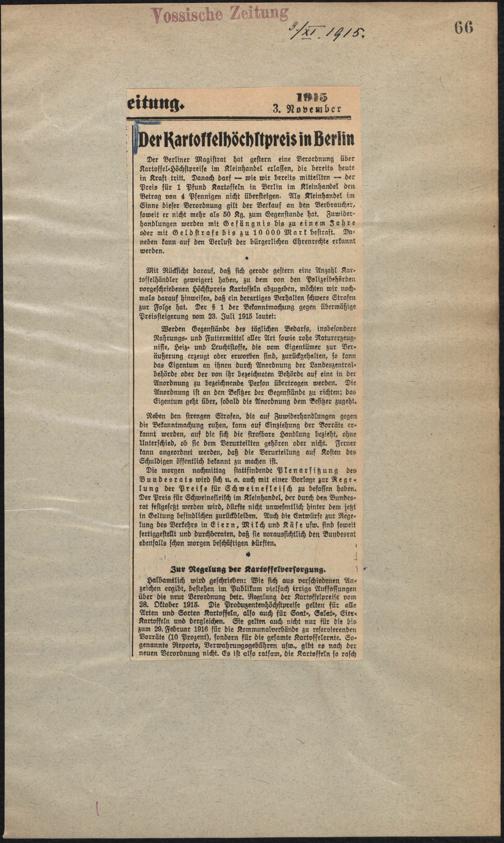 Vossische Zeitung
3/XI. 1915.
66
eitung.
1915
3. November
Der Kartoffelhöchstpreis in Berlin
Der Berliner Magistrat hat gestern eine Verordnung über
Kartoffel-Höchstpreise im Kleinhandel erlassen, die bereits heute
in Kraft tritt. Danach darf — wie wir bereits mitteilten — der
Preis für 1 Pfund Kartoffeln in Berlin im Kleinhandel den
Betrag von 4 Pfennigen nicht übersteigen. Als Kleinhandel im
Sinne dieser Verordnung gilt der Verkauf an den Verbraucher,
soweit er nicht mehr als 50 Kg. zum Gegenstande hat. Zuwider-
handlungen werden mit Gefängnis bis zu einem Jahre
oder mit Geldstrafe bis zu 10 000 Mark bestraft. Da-
neben kann auf den Verlust der bürgerlichen Ehrenrechte erkannt
werden.
*
Mit Rücksicht darauf, daß sich gerade gestern eine Anzahl Kar-
toffelhändler geweigert haben, zu dem von den Polizeibehörden
vorgeschriebenen Höchstpreis Kartoffeln abzugeben, möchten wir noch-
mals darauf hinweisen, daß ein derartiges Verhalten schwere Strafen
zur Folge hat. Der § 1 der Bekanntmachung gegen übermäßige
Preissteigerung vom 23. Juli 1915 lautet:
Werden Gegenstände des täglichen Bedarfs, insbesondere
Nahrungs- und Futtermittel aller Art sowie rohe Naturerzeug-
nisse, Heiz- und Leuchtstoffe, die vom Eigentümer zur Ver-
äußerung erzeugt oder erworben sind, zurückgehalten, so kann
das Eigentum an ihnen durch Anordnung der Landeszentral-
behörde oder der von ihr bezeichneten Behörde auf eine in der
Anordnung zu bezeichnende Person übertragen werden. Die
Anordnung ist an den Besitzer der Gegenstände zu richten; das
Eigentum geht über, sobald die Anordnung dem Besitzer zugeht.
Neben den strengen Strafen, die auf Zuwiderhandlungen gegen
die Bekanntmachung ruhen, kann auf Einziehung der Vorräte er-
kannt werden, auf die sich die strafbare Handlung bezieht, ohne
Unterschied, ob sie dem Verurteilten gehören oder nicht. Ferner
kann angeordnet werden, daß die Verurteilung auf Kosten des
Schuldigen öffentlich bekannt zu machen ist.
Die morgen nachmittag stattfindende Plenarsitzung des
Bundesrats wird sich u. a. auch mit einer Vorlage zur Rege-
lung der Preise für Schweinefleisch zu befassen haben.
Der Preis für Schweinefleisch im Kleinhandel, der durch den Bundes-
rat festgesetzt werden wird, dürfte nicht unwesentlich hinter dem jetzt
in Geltung befindlichen zurückbleiben. Auch die Entwürfe zur Rege-
lung des Verkehrs in Eiern, Milch und Käse usw. sind soweit
fertiggestellt und durchberaten, daß sie voraussichtlich den Bundesrat
ebenfalls schon morgen beschäftigen dürften.
*
Zur Regelung der Kartoffelversorgung.
Halbamtlich wird geschrieben: Wie sich aus verschiedenen An-
zeichen ergibt, bestehen im Publikum vielfach irrige Auffassungen
über die neue Verordnung betr. Regelung der Kartoffelpreise vom
28. Oktober 1915. Die Produzentenhöchstpreise gelten für alle
Arten und Sorten Kartoffeln, also auch für Saat-, Salat-, Eier-
Kartoffeln und dergleichen. Sie gelten auch nicht nur für die bis
zum 29. Februar 1916 für die Kommunalverbände zu reservierenden
Vorräte (10 Prozent), sondern für die gesamte Kartoffelernte. So-
genannte Reports, Verwahrungsgebühren usw., gibt es nach der
neuen Verordnung nicht. Es ist also ratsam, die Kartoffeln so rasch